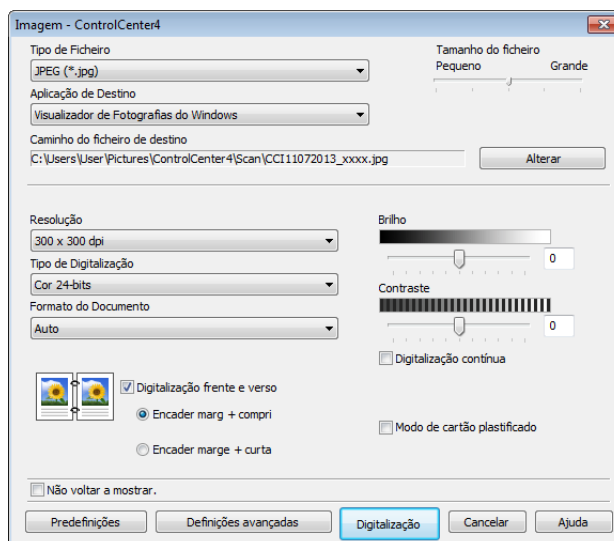 Imagem - ControlCenter4
Tipo de Ficheiro
JPEG (*.jpg)
Tamanho do ficheiro
Pequeno Grande
Aplicação de Destino
Visualizador de Fotografias do Windows
Caminho do ficheiro de destino
C:\Users\User\Pictures\ControlCenter4\Scan\CCI11072013_xxxx.jpg
Alterar
Resolução
300 x 300 dpi
Tipo de Digitalização
Cor 24-bits
Formato do Documento
Auto
Brilho
0
Contraste
0
Digitalização contínua
Digitalização frente e verso
Encader marg + compri
Encader marge + curta
Modo de cartão plastificado
Não voltar a mostrar.
Predefinições Definições avançadas Digitalização Cancelar Ajuda